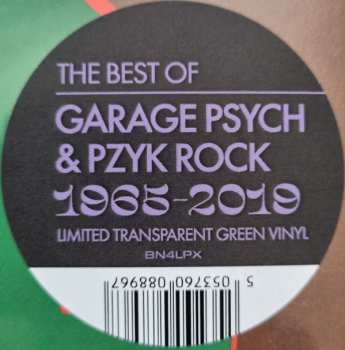 THE BEST OF
GARAGE PSYCH
& PZYK ROCK
1965-2019
LIMITED TRANSPARENT GREEN VINYL
BN4LPX
5 053760 088967